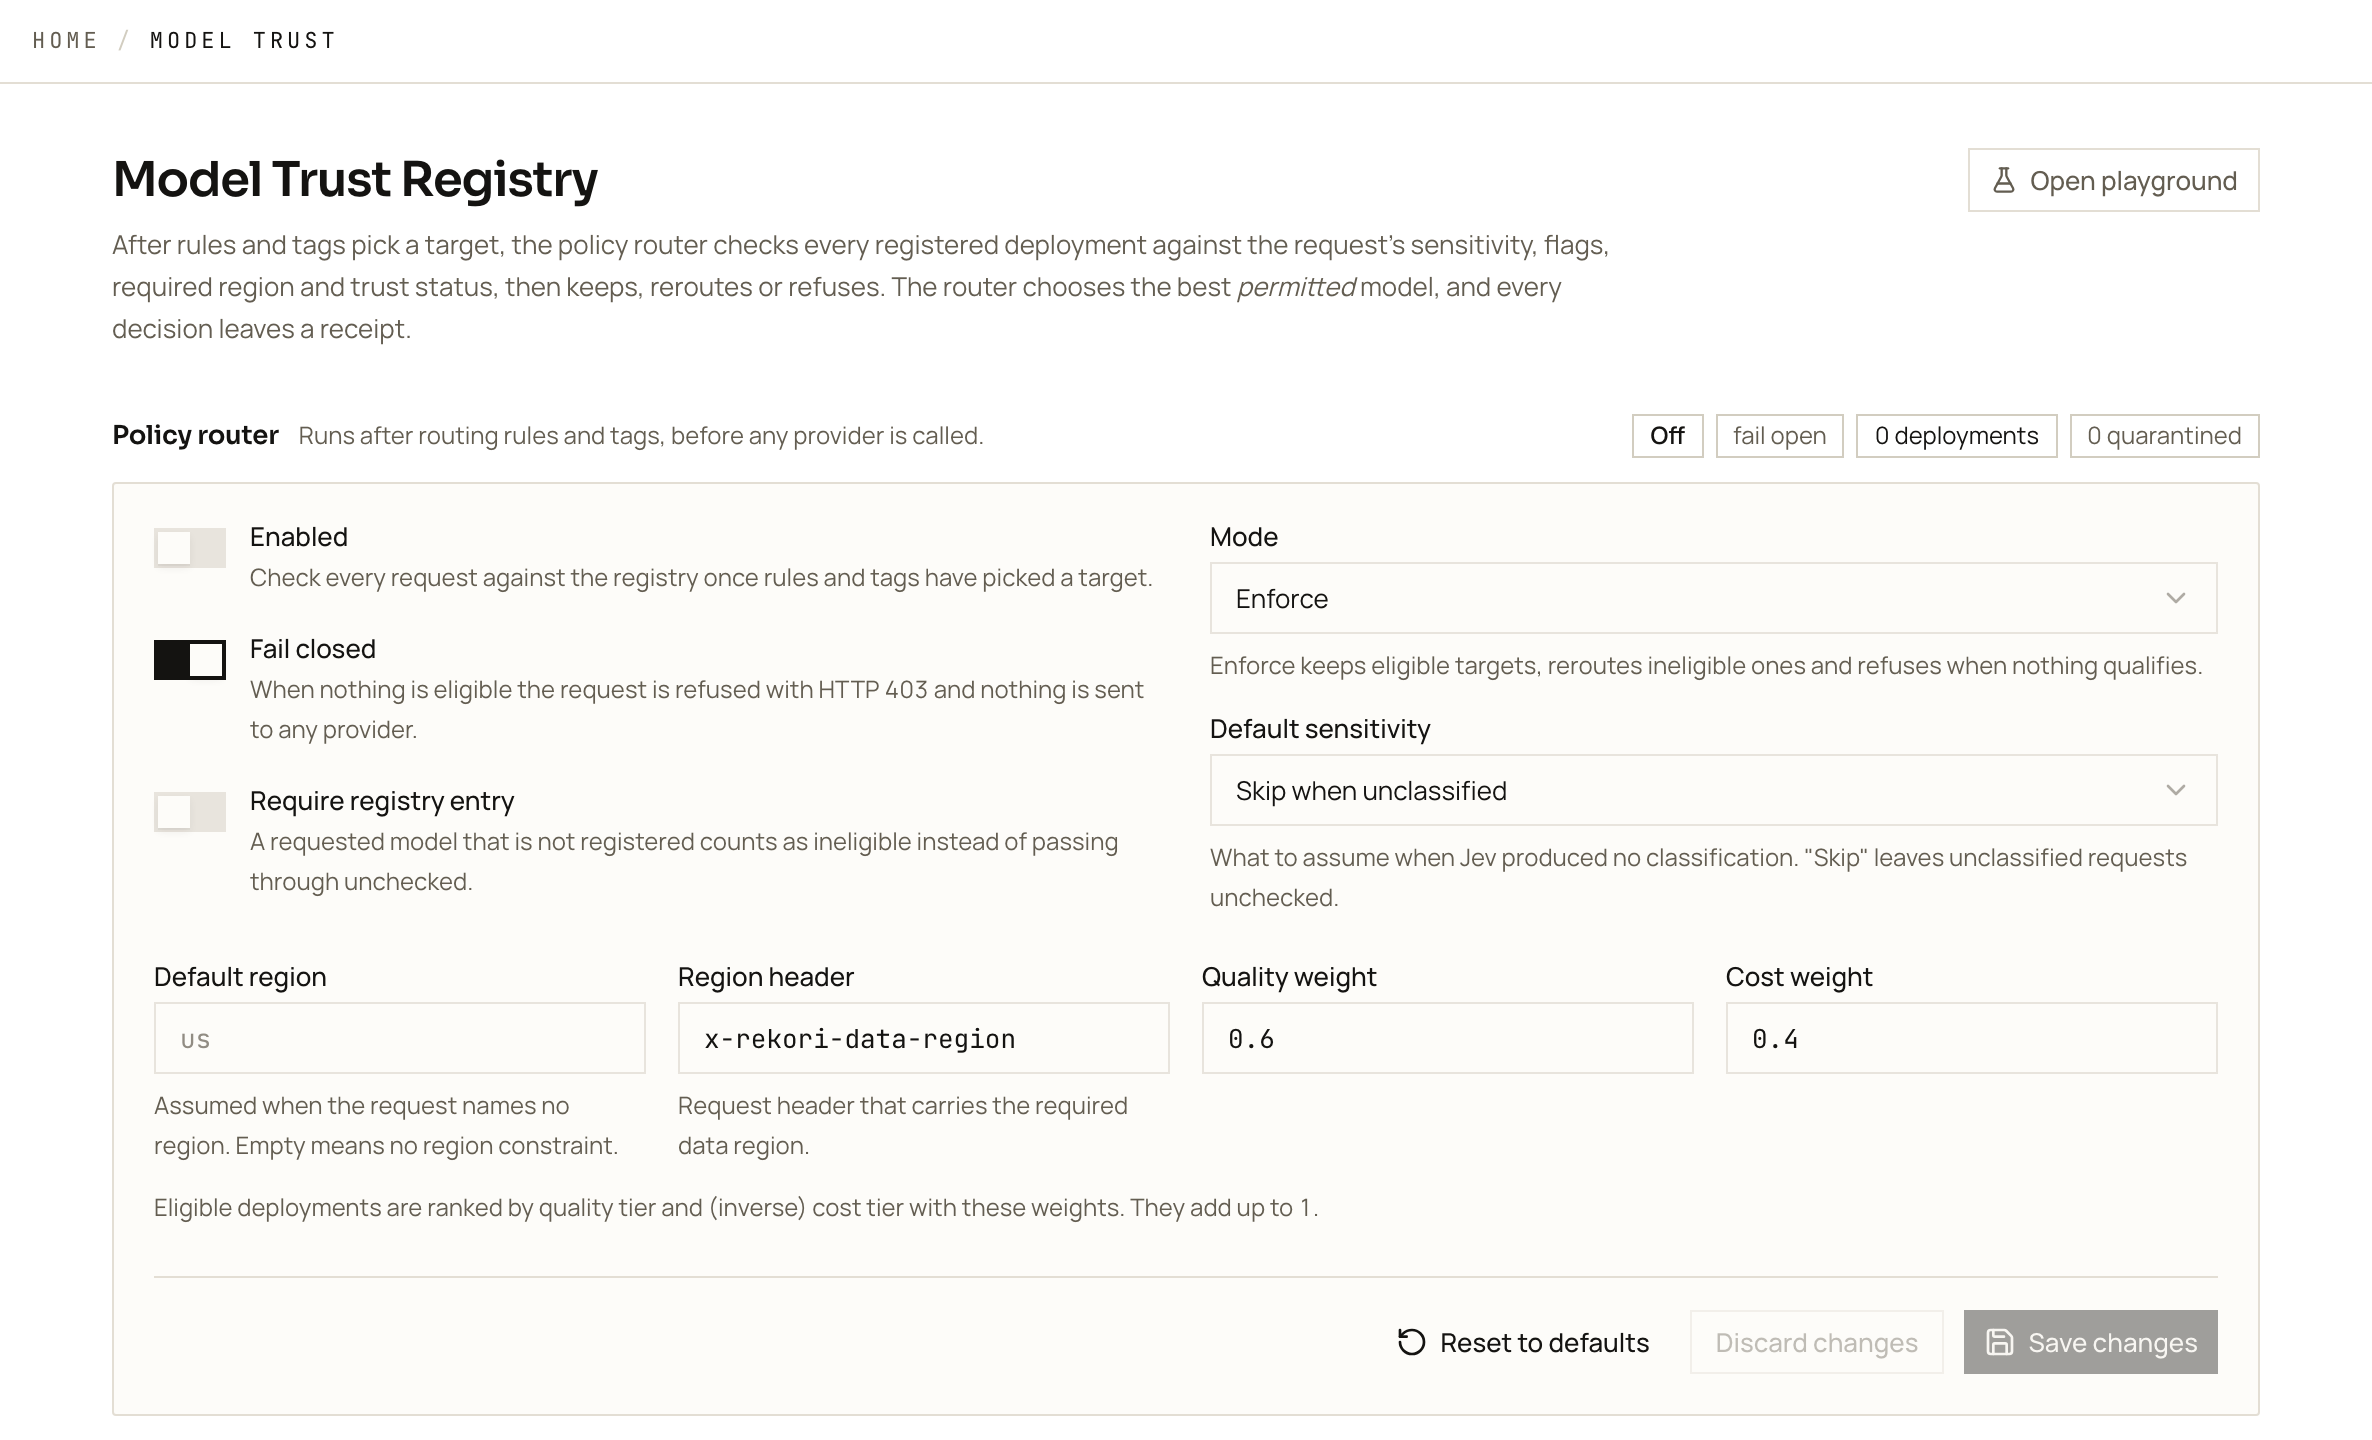 HOME / MODEL TRUST
Model Trust Registry
Open playground
After rules and tags pick a target, the policy router checks every registered deployment against the request’s sensitivity, flags,
required region and trust status, then keeps, reroutes or refuses. The router chooses the best permitted model, and every
decision leaves a receipt.
Policy router Runs after routing rules and tags, before any provider is called.
Off fail open 0 deployments 0 quarantined
Enabled
Check every request against the registry once rules and tags have picked a target.
Fail closed
When nothing is eligible the request is refused with HTTP 403 and nothing is sent
to any provider.
Require registry entry
A requested model that is not registered counts as ineligible instead of passing
through unchecked.
Mode
Enforce
Enforce keeps eligible targets, reroutes ineligible ones and refuses when nothing qualifies.
Default sensitivity
Skip when unclassified
What to assume when Jev produced no classification. "Skip" leaves unclassified requests
unchecked.
Default region
us
Assumed when the request names no
region. Empty means no region constraint.
Region header
x-rekori-data-region
Request header that carries the required
data region.
Quality weight
0.6
Cost weight
0.4
Eligible deployments are ranked by quality tier and (inverse) cost tier with these weights. They add up to 1.
Reset to defaults
Discard changes
Save changes